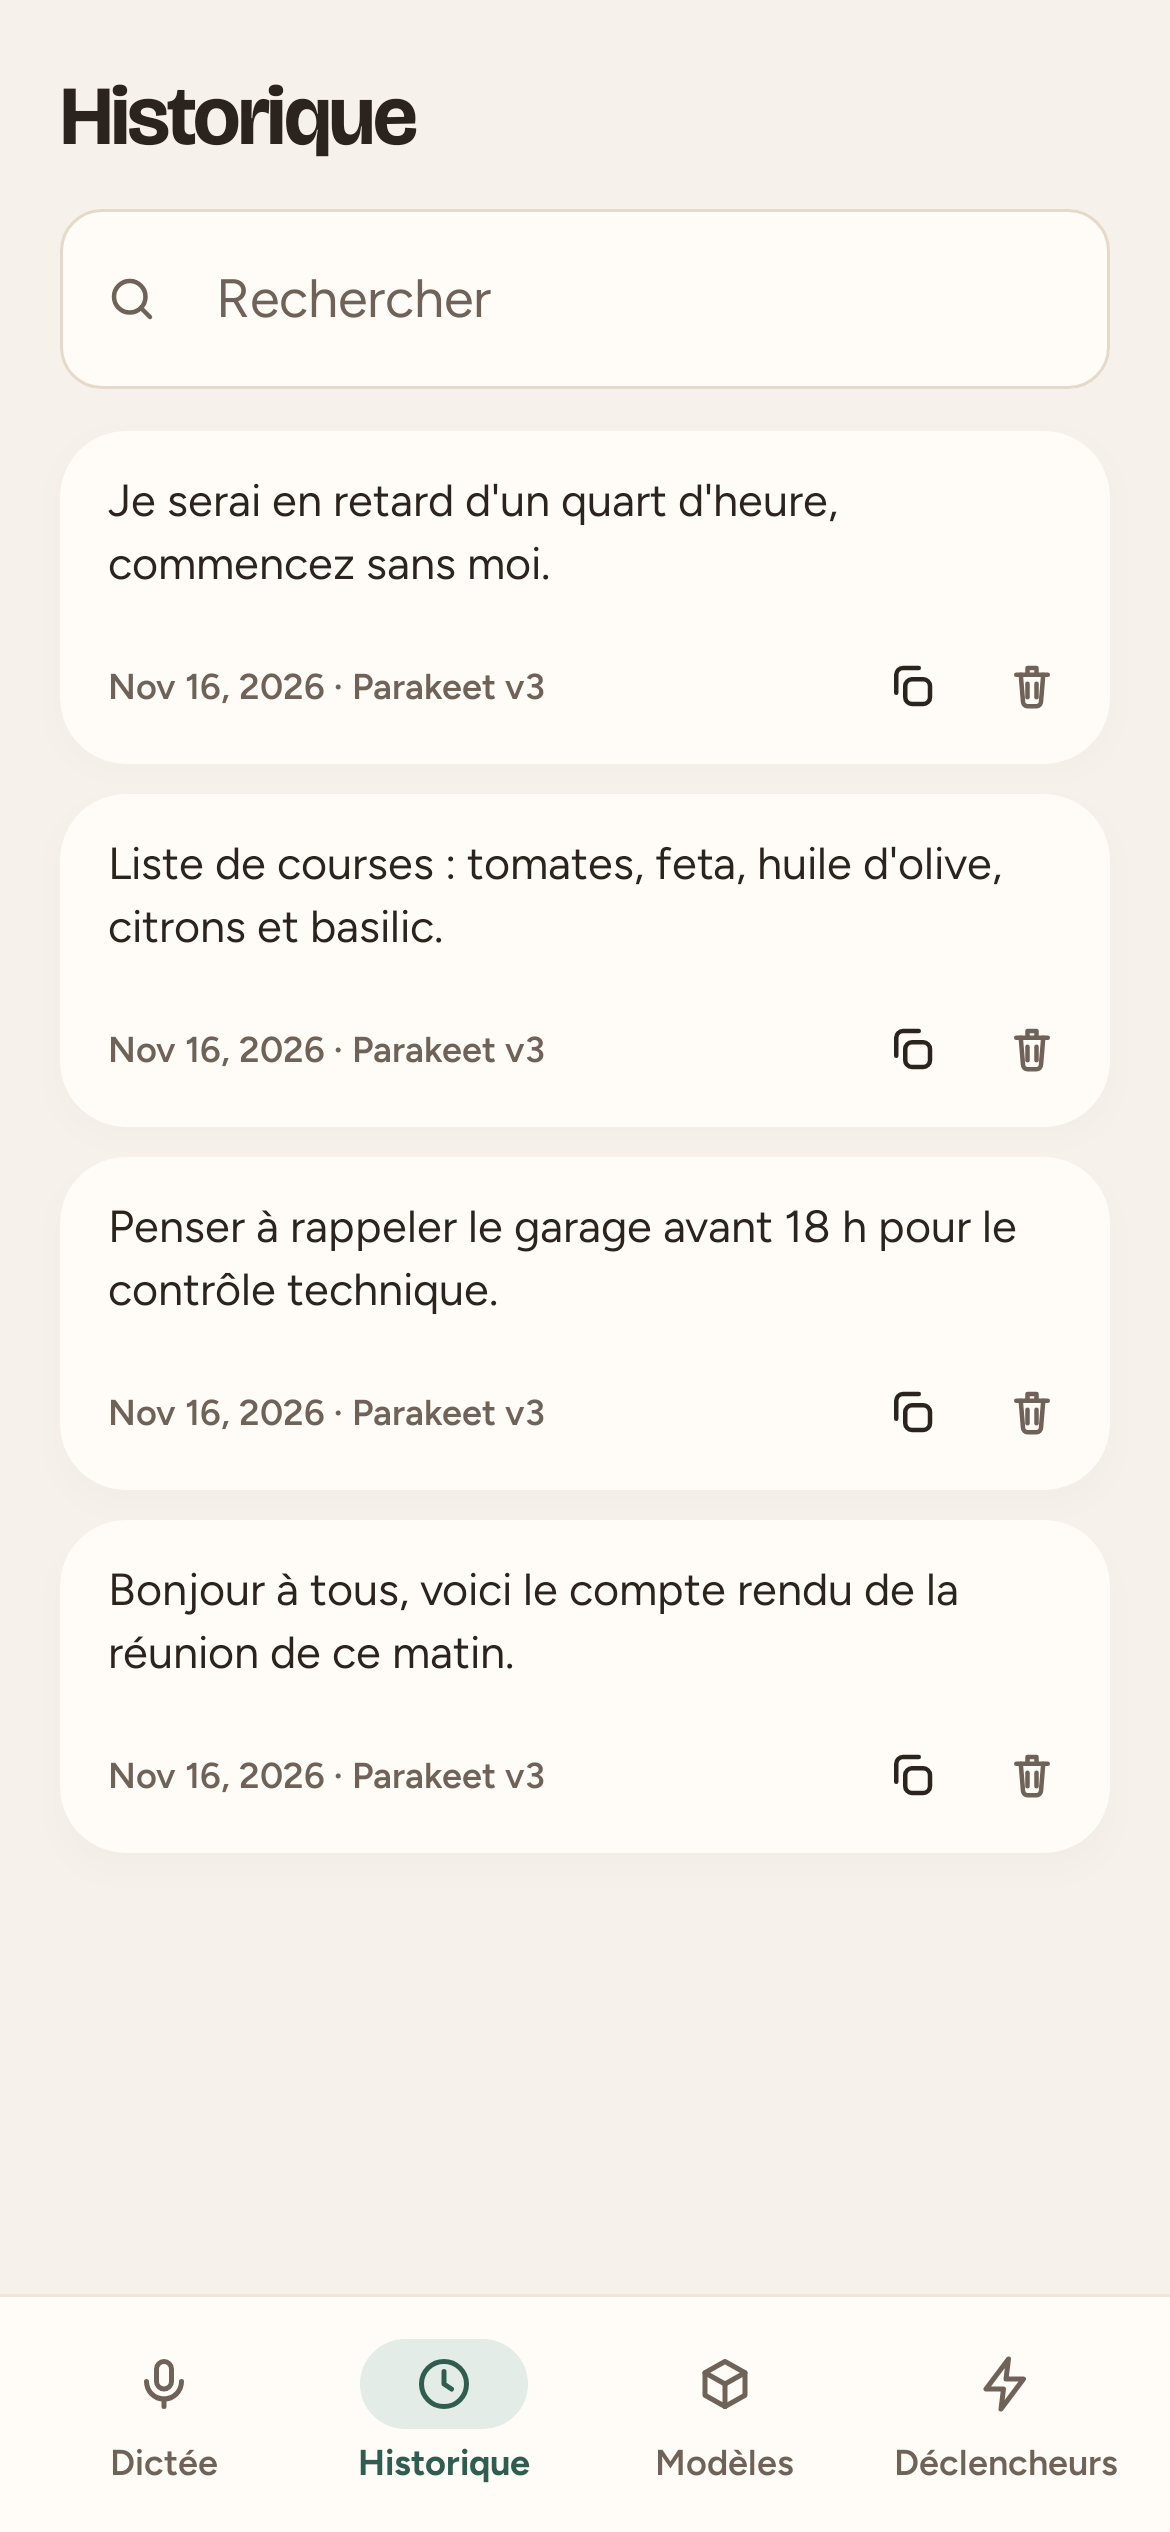 Historique
Rechercher
Je serai en retard d'un quart d'heure,
commencez sans moi.
Nov 16, 2026 · Parakeet v3
Liste de courses : tomates, feta, huile d'olive,
citrons et basilic.
Nov 16, 2026 · Parakeet v3
Penser à rappeler le garage avant 18 h pour le
contrôle technique.
Nov 16, 2026 · Parakeet v3
Bonjour à tous, voici le compte rendu de la
réunion de ce matin.
Nov 16, 2026 · Parakeet v3
Dictée
Historique
Modèles
Déclencheurs